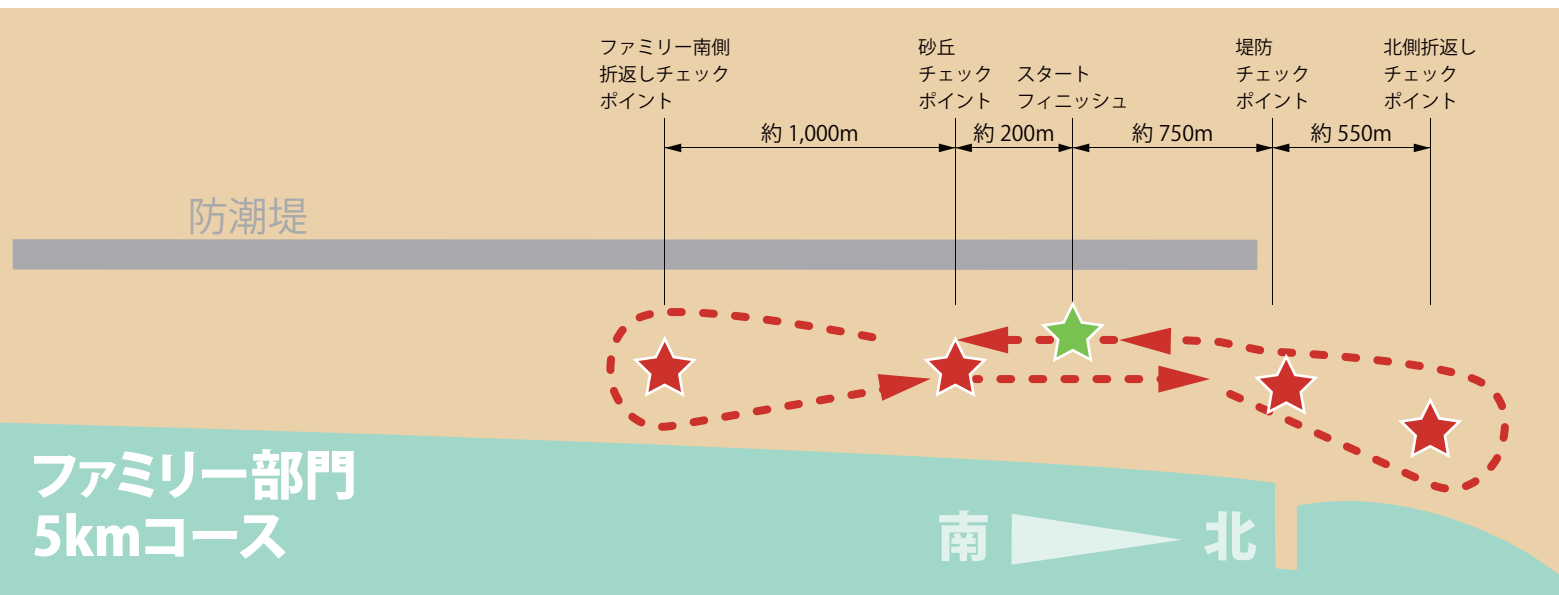 ファミリー南側
折返しチェック
ポイント
砂丘
チェック
ポイント
スタート
フィニッシュ
堤防
チェック
ポイント
北側折返し
チェック
ポイント
約 1,000m
約 200m
約 750m
約 550m
防潮堤
ファミリー部門
5kmコース
南
北